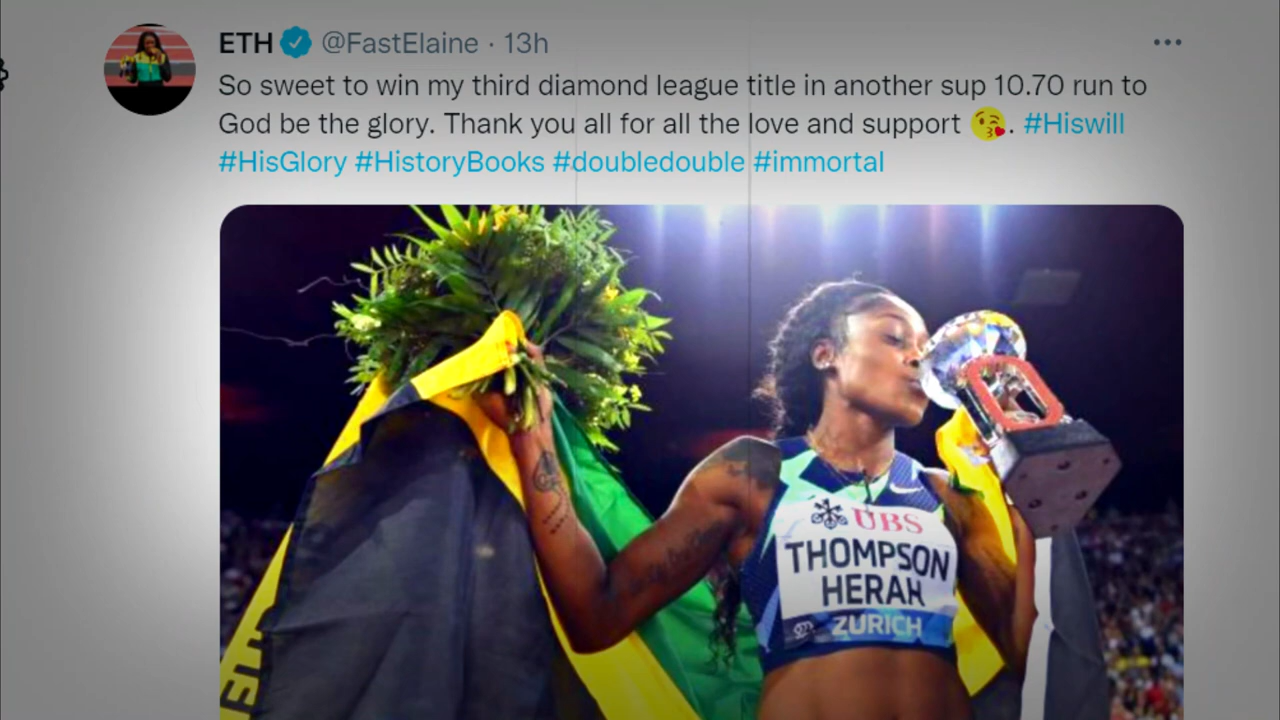 ETH @FastElaine · 13h
So sweet to win my third diamond league title in another sup 10.70 run to
God be the glory. Thank you all for all the love and support 😘. #Hiswill
#HisGlory #HistoryBooks #doubledouble #immortal
UBS
THOMPSON
HERAH
ZURICH